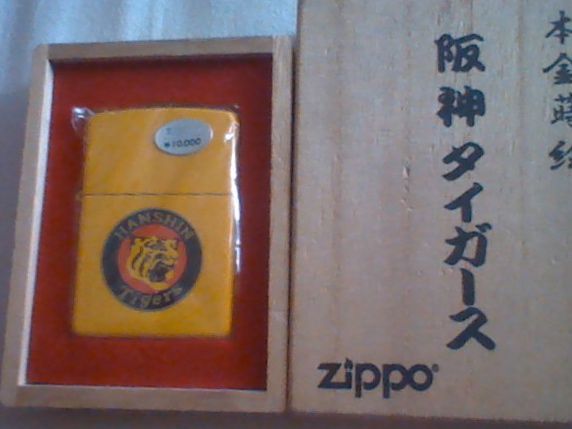 ¥10,000
HANSHIN
Tigers
本金蒔絵
阪神タイガース
zippo®